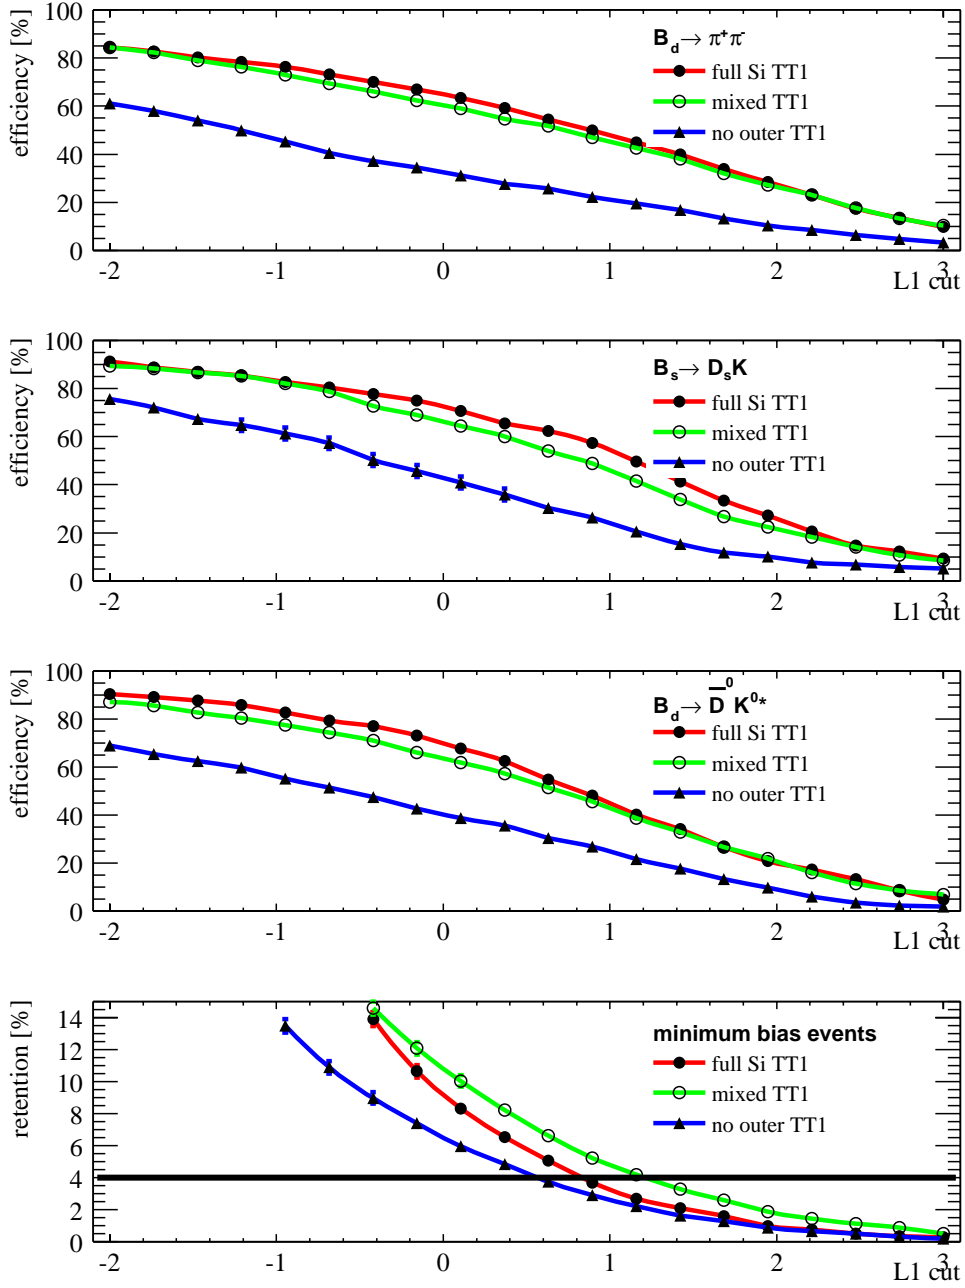 efficiency [%]
100
80
60
40
20
0
B_d → π⁺π⁻
full Si TT1
mixed TT1
no outer TT1
-2 -1 0 1 2 3
L1 cut
efficiency [%]
100
80
60
40
20
0
B_s → D_sK
full Si TT1
mixed TT1
no outer TT1
-2 -1 0 1 2 3
L1 cut
efficiency [%]
100
80
60
40
20
0
B_d → D̅⁰ K⁰*
full Si TT1
mixed TT1
no outer TT1
-2 -1 0 1 2 3
L1 cut
retention [%]
14
12
10
8
6
4
2
0
minimum bias events
full Si TT1
mixed TT1
no outer TT1
-2 -1 0 1 2 3
L1 cut